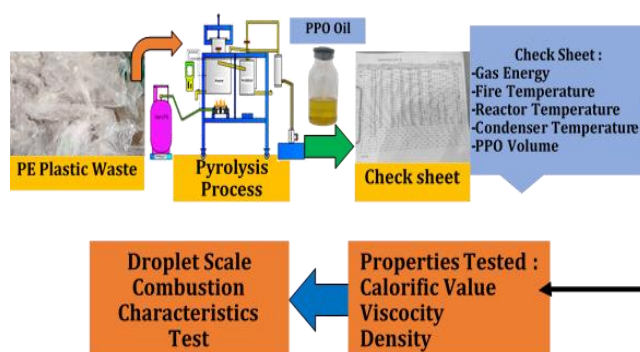 PPO Oil
PE Plastic Waste
Pyrolysis
Process
Check sheet
Check Sheet :
-Gas Energy
-Fire Temperature
-Reactor Temperature
-Condenser Temperature
-PPO Volume
Droplet Scale
Combustion
Characteristics
Test
Properties Tested :
Calorific Value
Viscocity
Density